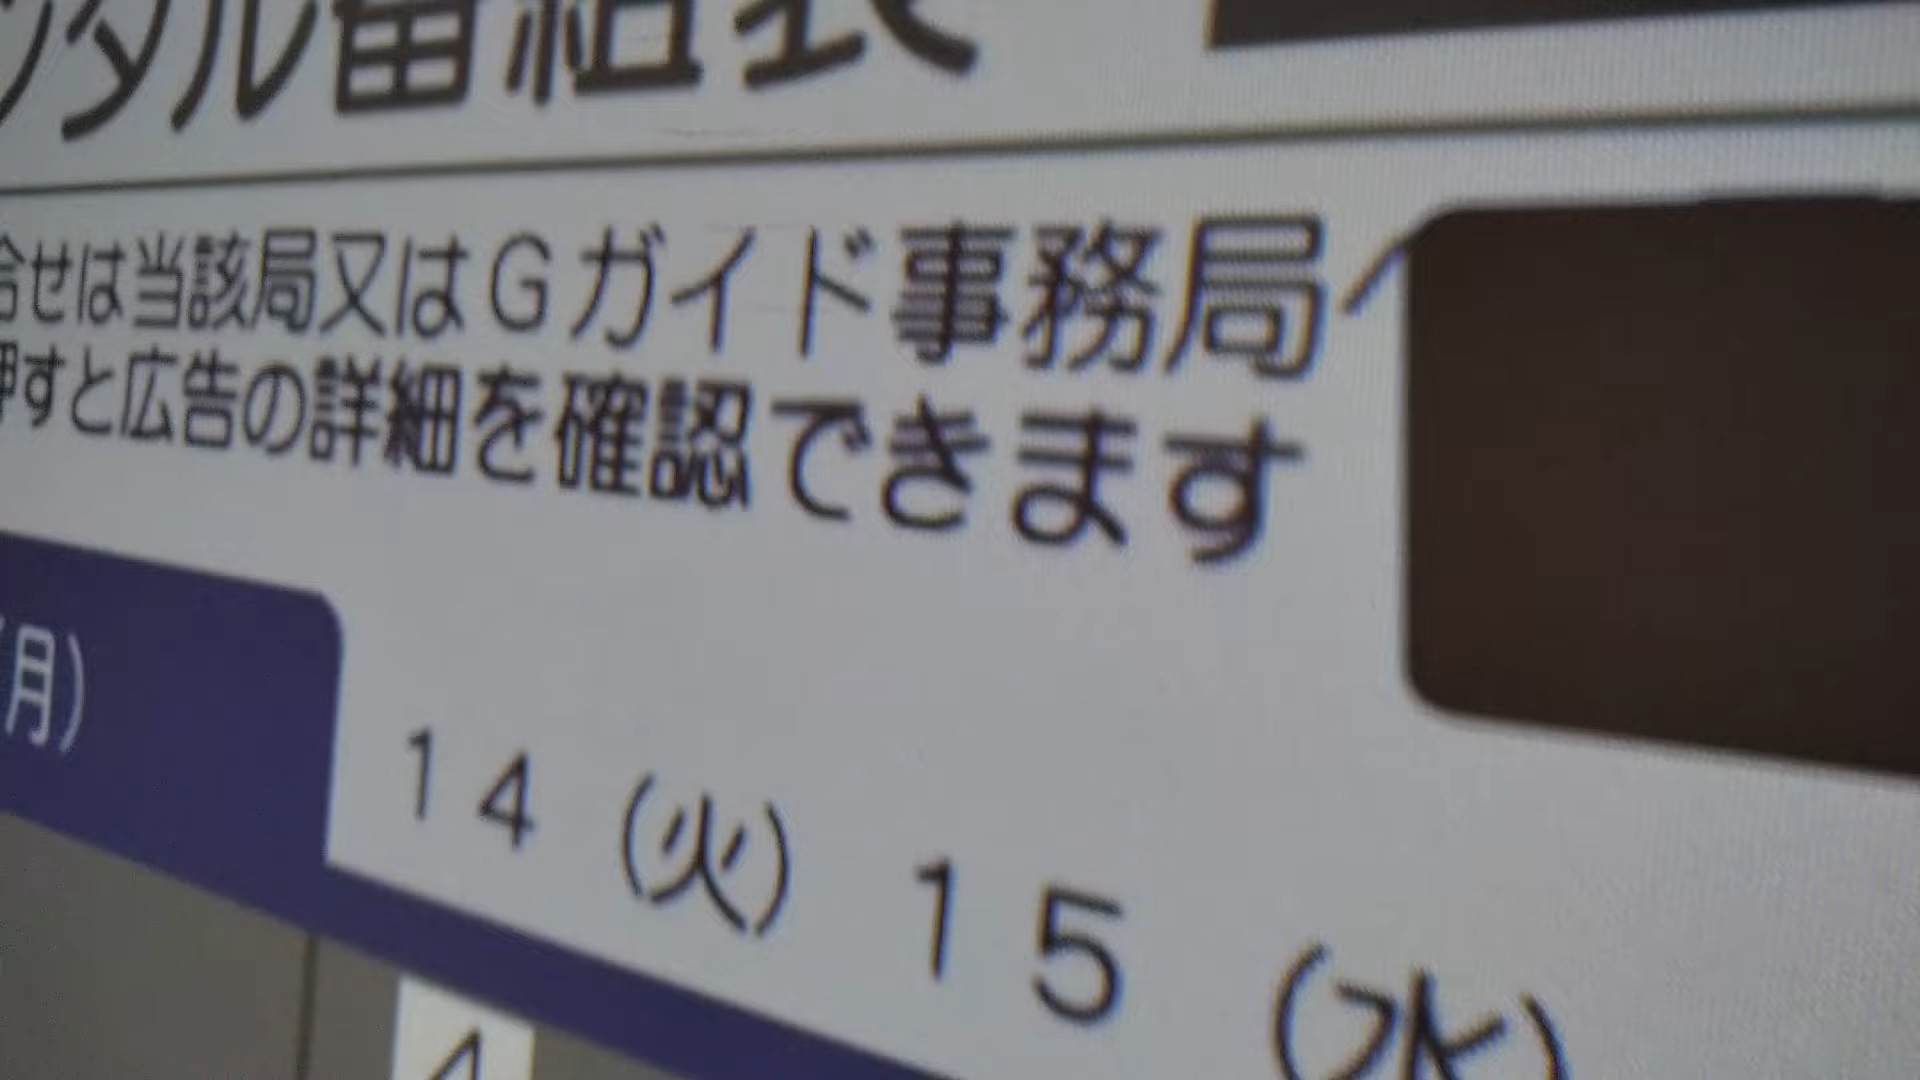 タル番組表
合せは当該局又はGガイド事務局へ
押すと広告の詳細を確認できます
(月) 14(火) 15(水)
4